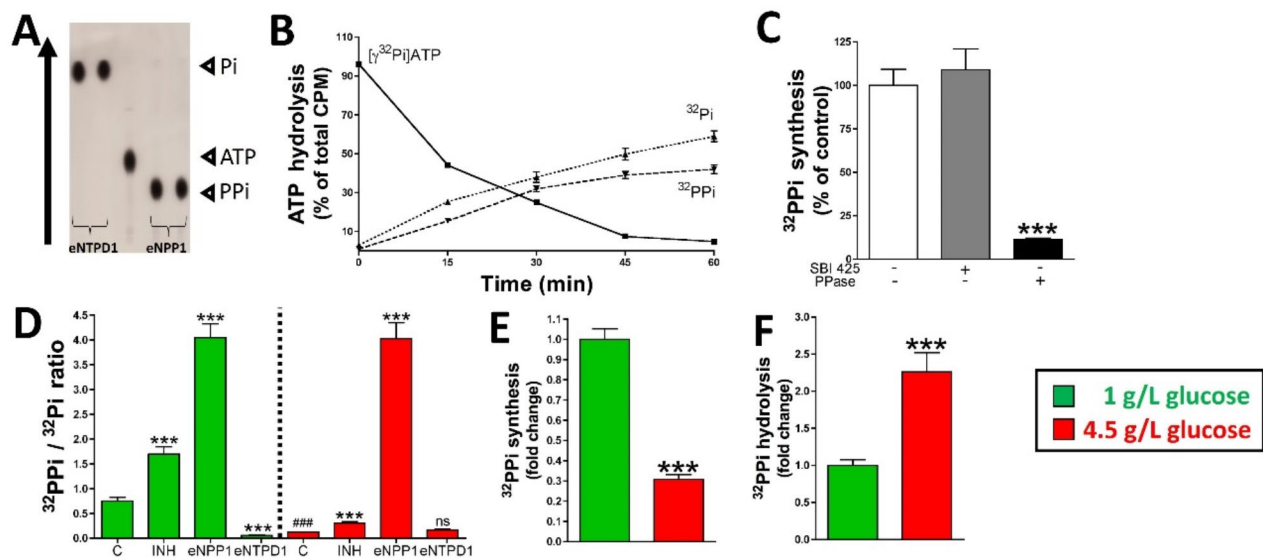 A
Pi
ATP
PPi
eNTPD1
eNPP1
B
ATP hydrolysis
(% of total CPM)
110
90
70
50
30
10
[γ32Pi]ATP
32Pi
32PPi
0
15
30
45
60
Time (min)
C
32PPi synthesis
(% of control)
125
100
75
50
25
0
***
SBI 425
-
+
-
PPase
-
-
+
D
32PPi / 32Pi ratio
4.5
4.0
3.5
3.0
2.5
2.0
1.5
1.0
0.5
0.0
***
***
***
###
***
***
ns
C
INH
eNPP1
eNTPD1
C
INH
eNPP1
eNTPD1
E
32PPi synthesis
(fold change)
1.1
1.0
0.9
0.8
0.7
0.6
0.5
0.4
0.3
0.2
0.1
0.0
***
F
32PPi hydrolysis
(fold change)
3.0
2.5
2.0
1.5
1.0
0.5
0.0
***
1 g/L glucose
4.5 g/L glucose